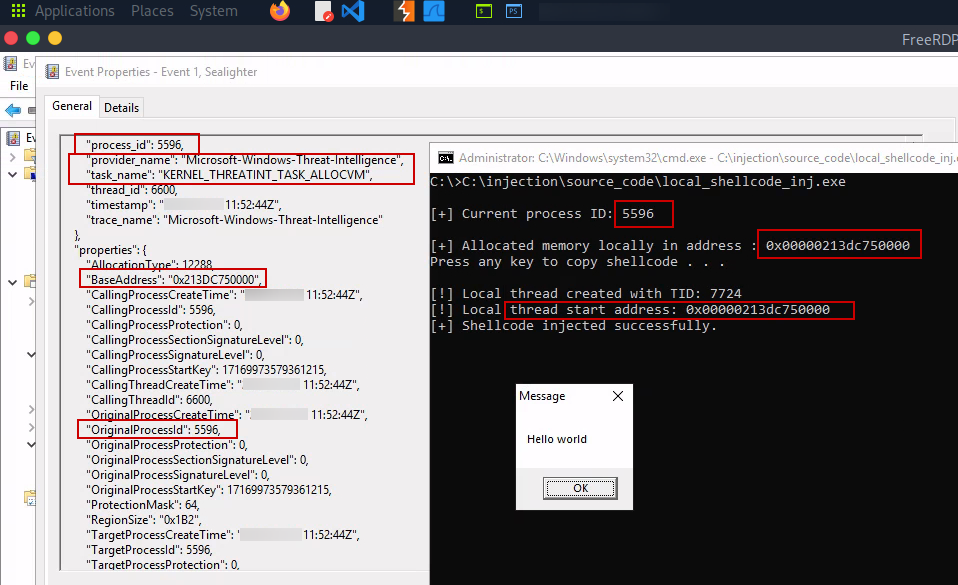 Applications Places System
PS
FreeRDP
Ev
Event Properties - Event 1, Sealighter
File
General Details
Ev
"process_id": 5596,
"provider_name": "Microsoft-Windows-Threat-Intelligence",
"task_name": "KERNEL_THREATINT_TASK_ALLOCVM",
"thread_id": 6600,
"timestamp": " 11:52:44Z",
"trace_name": "Microsoft-Windows-Threat-Intelligence"
},
"properties": {
"AllocationType": 12288,
"BaseAddress": "0x213DC750000",
"CallingProcessCreateTime": " 11:52:44Z",
"CallingProcessId": 5596,
"CallingProcessProtection": 0,
"CallingProcessSectionSignatureLevel": 0,
"CallingProcessSignatureLevel": 0,
"CallingProcessStartKey": 17169973579361215,
"CallingThreadCreateTime": " 11:52:44Z",
"CallingThreadId": 6600,
"OriginalProcessCreateTime": " 11:52:44Z",
"OriginalProcessId": 5596,
"OriginalProcessProtection": 0,
"OriginalProcessSectionSignatureLevel": 0,
"OriginalProcessSignatureLevel": 0,
"OriginalProcessStartKey": 17169973579361215,
"ProtectionMask": 64,
"RegionSize": "0x1B2",
"TargetProcessCreateTime": " 11:52:44Z",
"TargetProcessId": 5596,
"TargetProcessProtection": 0,
Administrator: C:\Windows\system32\cmd.exe - C:\injection\source_code\local_shellcode_inj.e
C:\>C:\injection\source_code\local_shellcode_inj.exe
[+] Current process ID: 5596
[+] Allocated memory locally in address : 0x00000213dc750000
Press any key to copy shellcode . . .
[!] Local thread created with TID: 7724
[!] Local thread start address: 0x00000213dc750000
[+] Shellcode injected successfully.
Message
Hello world
OK